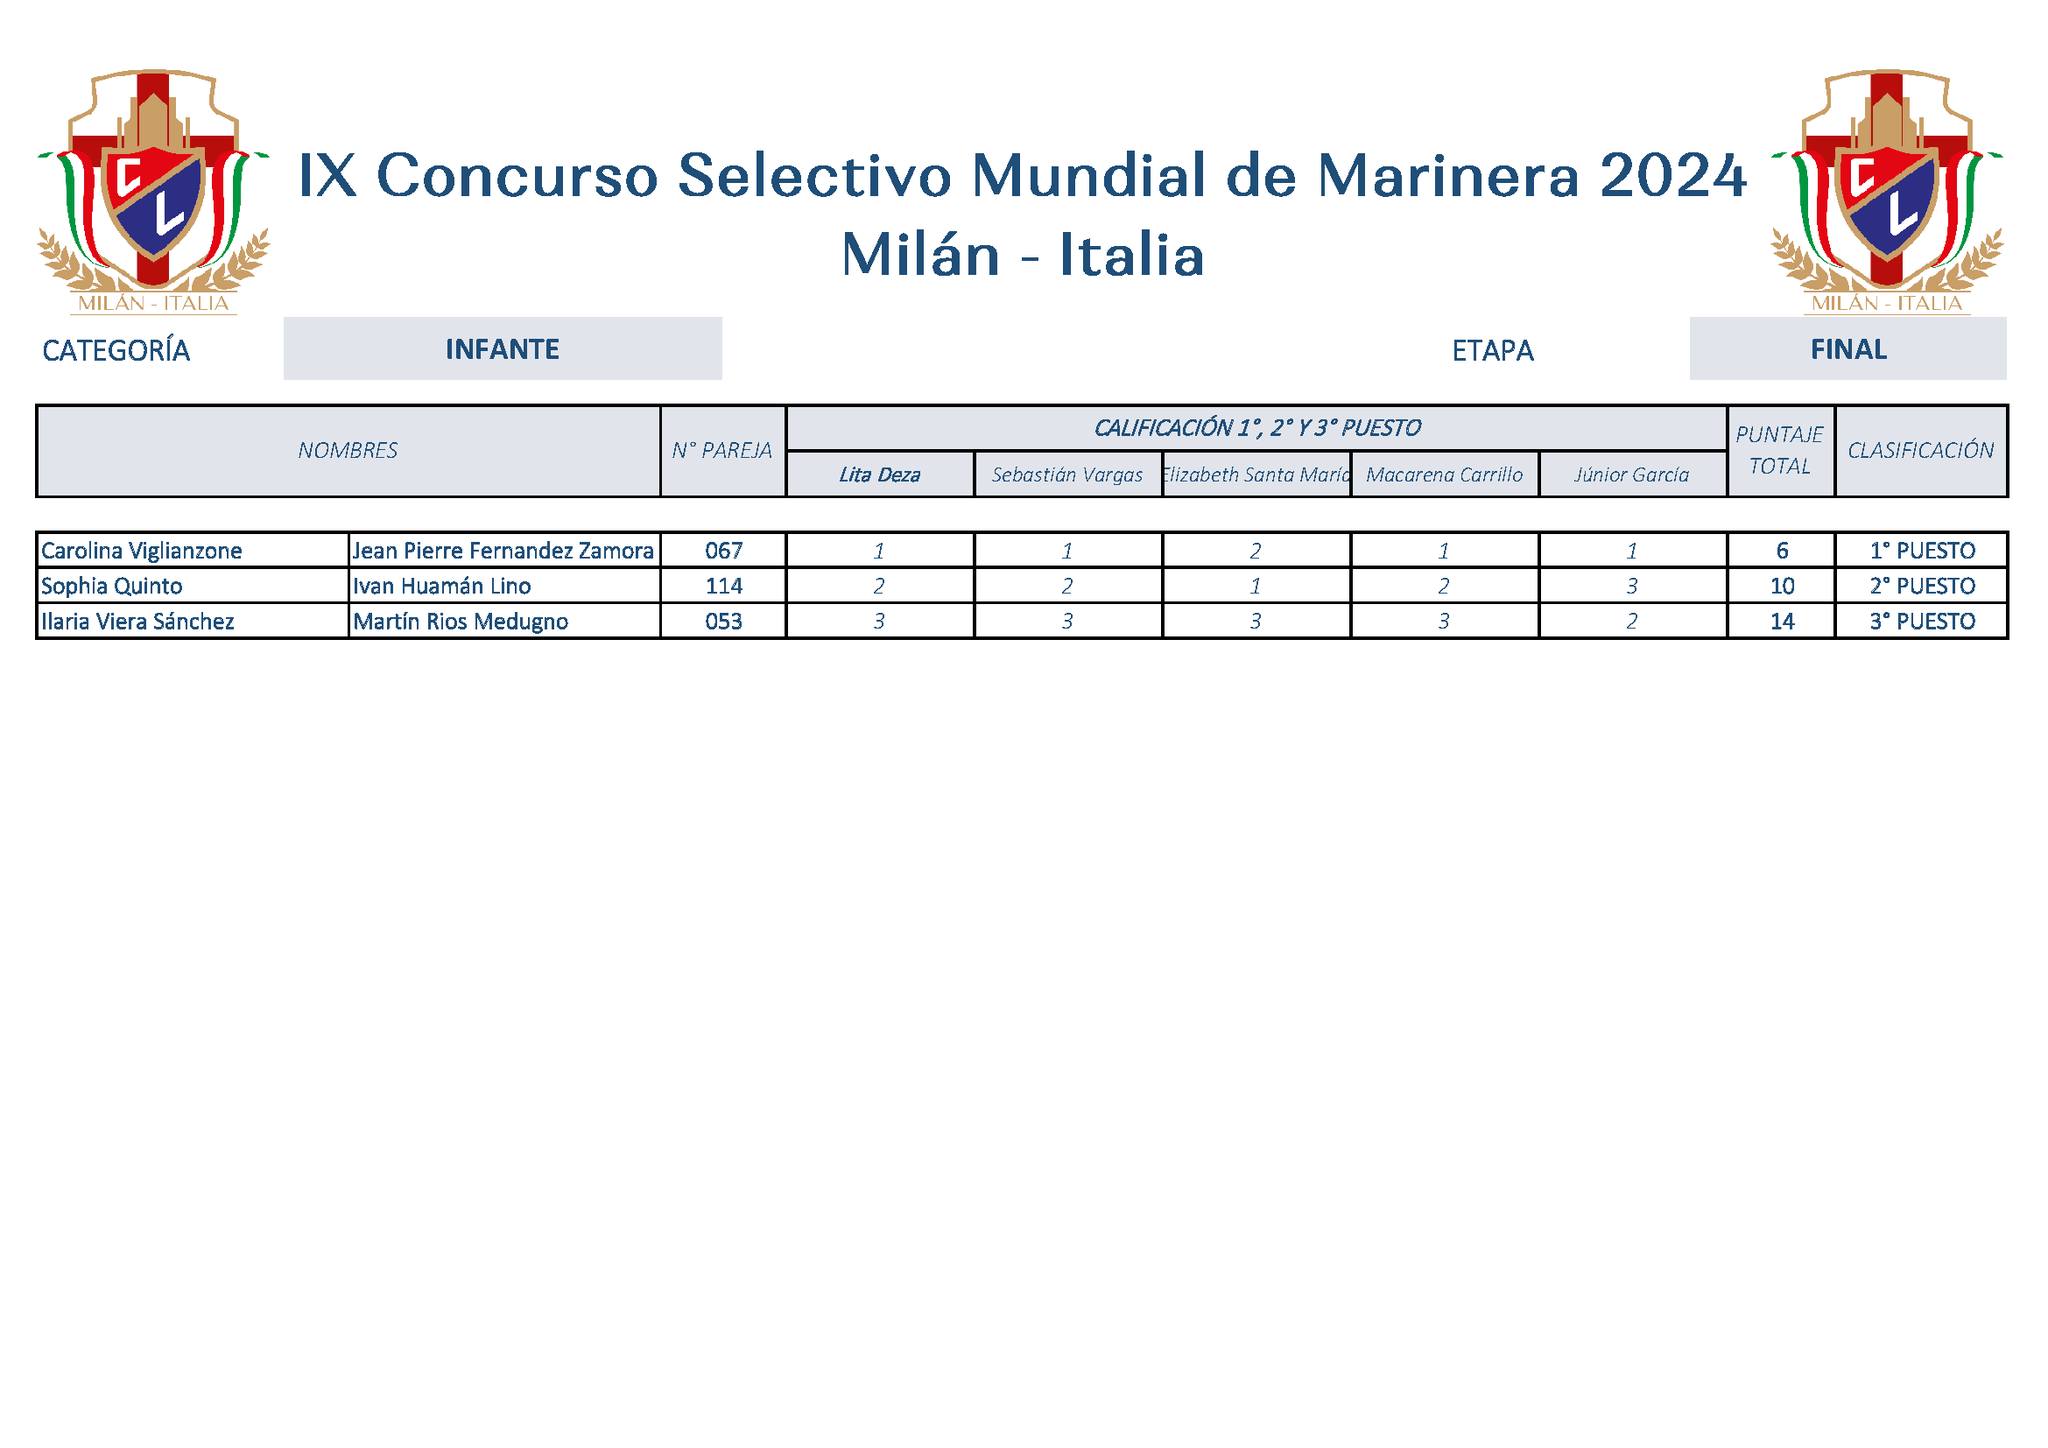 IX Concurso Selectivo Mundial de Marinera 2024
Milán - Italia
C
L
MILÁN - ITALIA
C
L
MILÁN - ITALIA
CATEGORÍA INFANTE ETAPA FINAL
NOMBRES N° PAREJA CALIFICACIÓN 1°, 2° Y 3° PUESTO PUNTAJE TOTAL CLASIFICACIÓN
Lita Deza Sebastián Vargas Elizabeth Santa María Macarena Carrillo Júnior García
Carolina Viglianzone Jean Pierre Fernandez Zamora 067 1 1 2 1 1 6 1° PUESTO
Sophia Quinto Ivan Huamán Lino 114 2 2 1 2 3 10 2° PUESTO
Ilaria Viera Sánchez Martín Rios Medugno 053 3 3 3 3 2 14 3° PUESTO